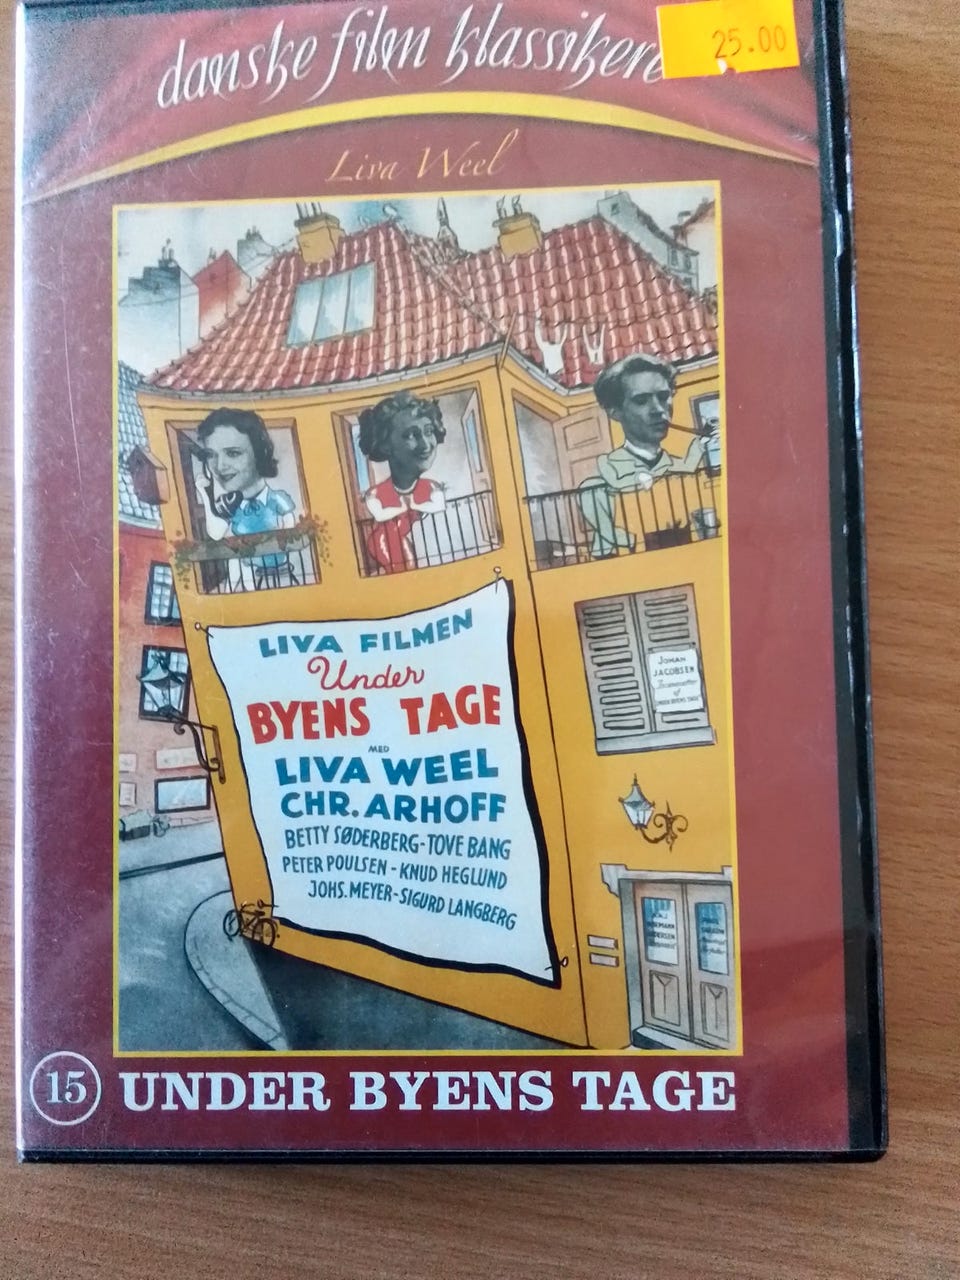 danske film klassikere
25.00
Liva Weel
LIVA FILMEN
Under
BYENS TAGE
MED
LIVA WEEL
CHR. ARHOFF
BETTY SØDERBERG - TOVE BANG
PETER POULSEN - KNUD HEGLUND
JOHS. MEYER - SIGURD LANGBERG
JOHAN
JACOBSEN
Iscenesætter
af
UNDER BYENS TAGE
15 UNDER BYENS TAGE